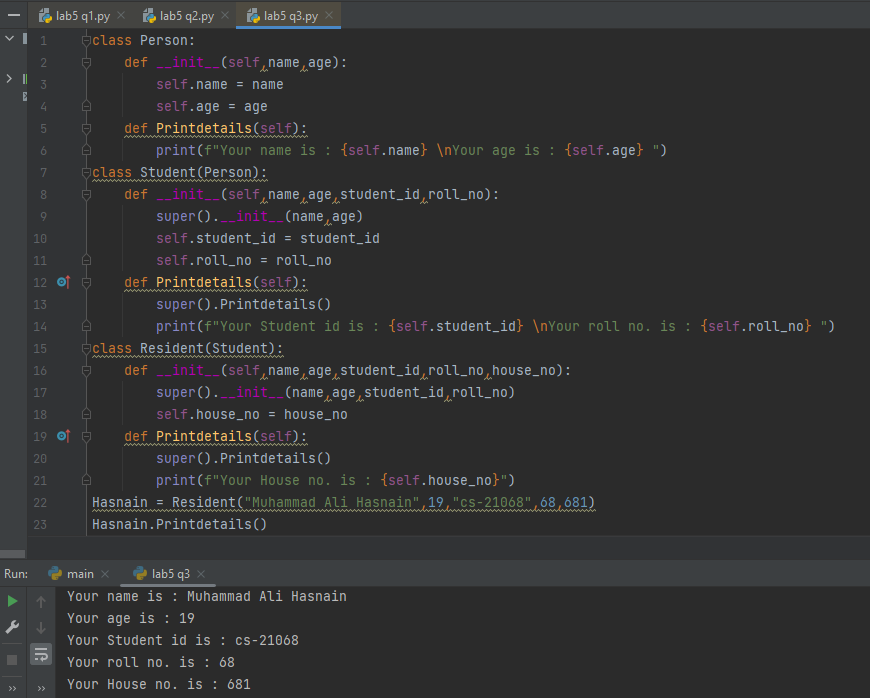 lab5 q1.py lab5 q2.py lab5 q3.py
1 class Person:
2     def __init__(self,name,age):
3         self.name = name
4         self.age = age
5     def Printdetails(self):
6         print(f"Your name is : {self.name} \nYour age is : {self.age} ")
7 class Student(Person):
8     def __init__(self,name,age,student_id,roll_no):
9         super().__init__(name,age)
10         self.student_id = student_id
11         self.roll_no = roll_no
12     def Printdetails(self):
13         super().Printdetails()
14         print(f"Your Student id is : {self.student_id} \nYour roll no. is : {self.roll_no} ")
15 class Resident(Student):
16     def __init__(self,name,age,student_id,roll_no,house_no):
17         super().__init__(name,age,student_id,roll_no)
18         self.house_no = house_no
19     def Printdetails(self):
20         super().Printdetails()
21         print(f"Your House no. is : {self.house_no}")
22 Hasnain = Resident("Muhammad Ali Hasnain",19,"cs-21068",68,681)
23 Hasnain.Printdetails()
Run: main lab5 q3
Your name is : Muhammad Ali Hasnain
Your age is : 19
Your Student id is : cs-21068
Your roll no. is : 68
Your House no. is : 681